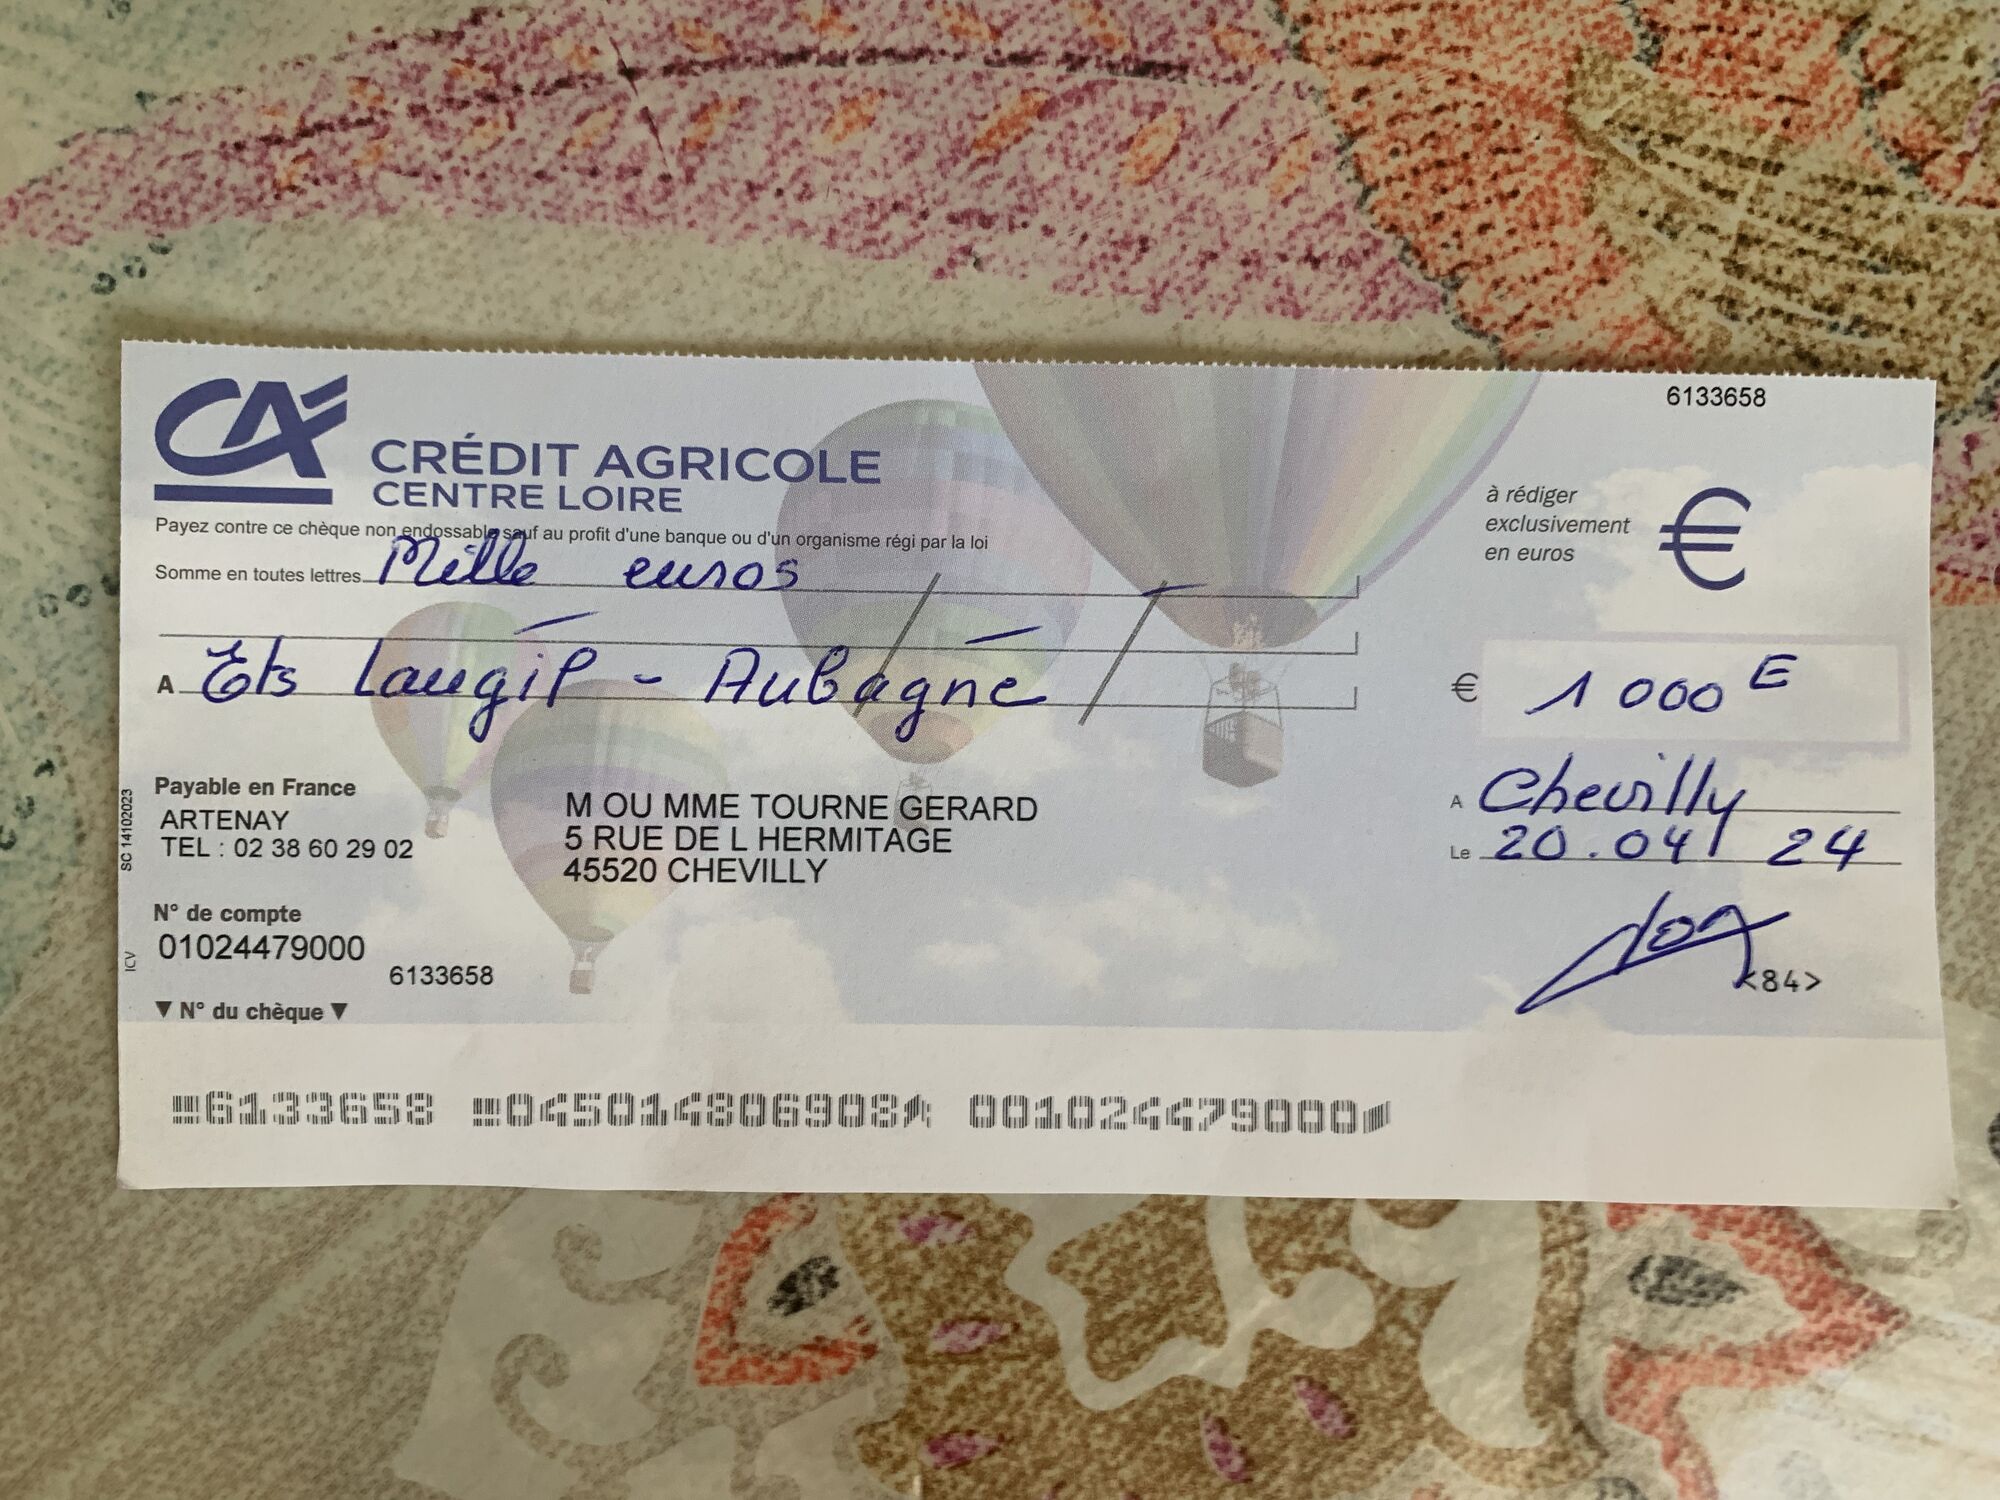 CA
CRÉDIT AGRICOLE
CENTRE LOIRE
6133658
à rédiger
exclusivement
en euros
€
Payez contre ce chèque non endossable sauf au profit d'une banque ou d'un organisme régi par la loi
Somme en toutes lettres Mille euros
A Ets Laugil - Aubagne
€ 1 000 E
Payable en France
ARTENAY
TEL : 02 38 60 29 02
SC 14102023
M OU MME TOURNE GERARD
5 RUE DE L HERMITAGE
45520 CHEVILLY
A Chevilly
Le 20.04 24
N° de compte
01024479000
6133658
ICV
▼ N° du chèque ▼
<84>
6133658 045014806908 001024479000